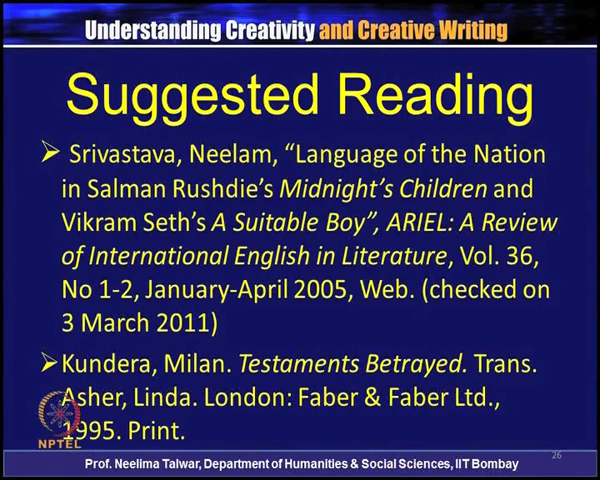 Understanding Creativity and Creative Writing
Suggested Reading
➢ Srivastava, Neelam, “Language of the Nation
in Salman Rushdie’s Midnight’s Children and
Vikram Seth’s A Suitable Boy”, ARIEL: A Review
of International English in Literature, Vol. 36,
No 1-2, January-April 2005, Web. (checked on
3 March 2011)
➢Kundera, Milan. Testaments Betrayed. Trans.
Asher, Linda. London: Faber & Faber Ltd.,
1995. Print.
NPTEL
26
Prof. Neelima Talwar, Department of Humanities & Social Sciences, IIT Bombay